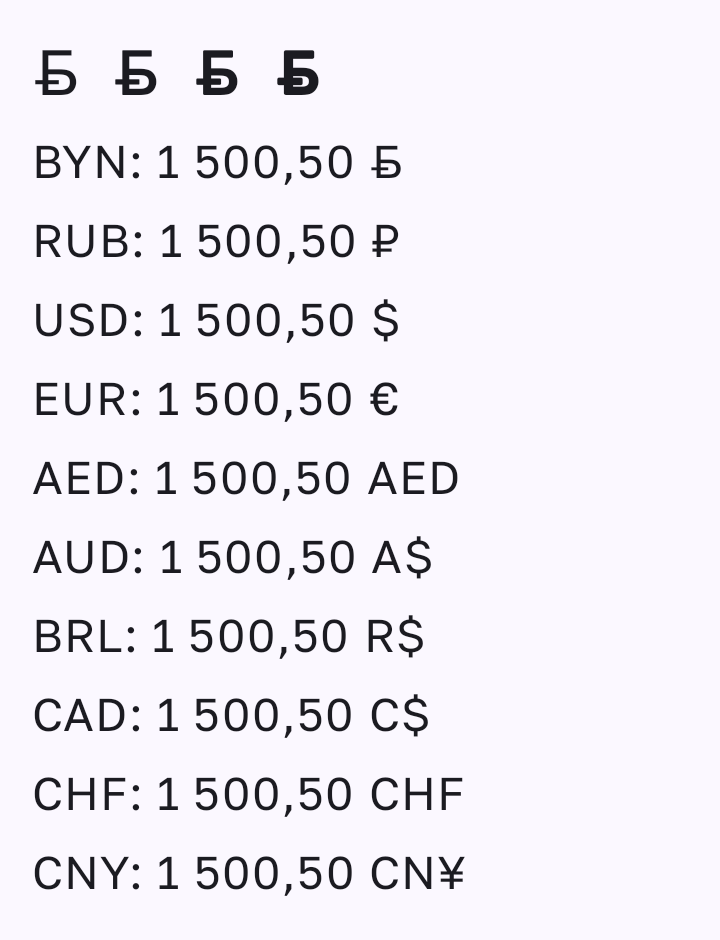 Б̵ Б̵ Б̵ Б̵
BYN: 1 500,50 Б̵
RUB: 1 500,50 ₽
USD: 1 500,50 $
EUR: 1 500,50 €
AED: 1 500,50 AED
AUD: 1 500,50 A$
BRL: 1 500,50 R$
CAD: 1 500,50 C$
CHF: 1 500,50 CHF
CNY: 1 500,50 CN¥